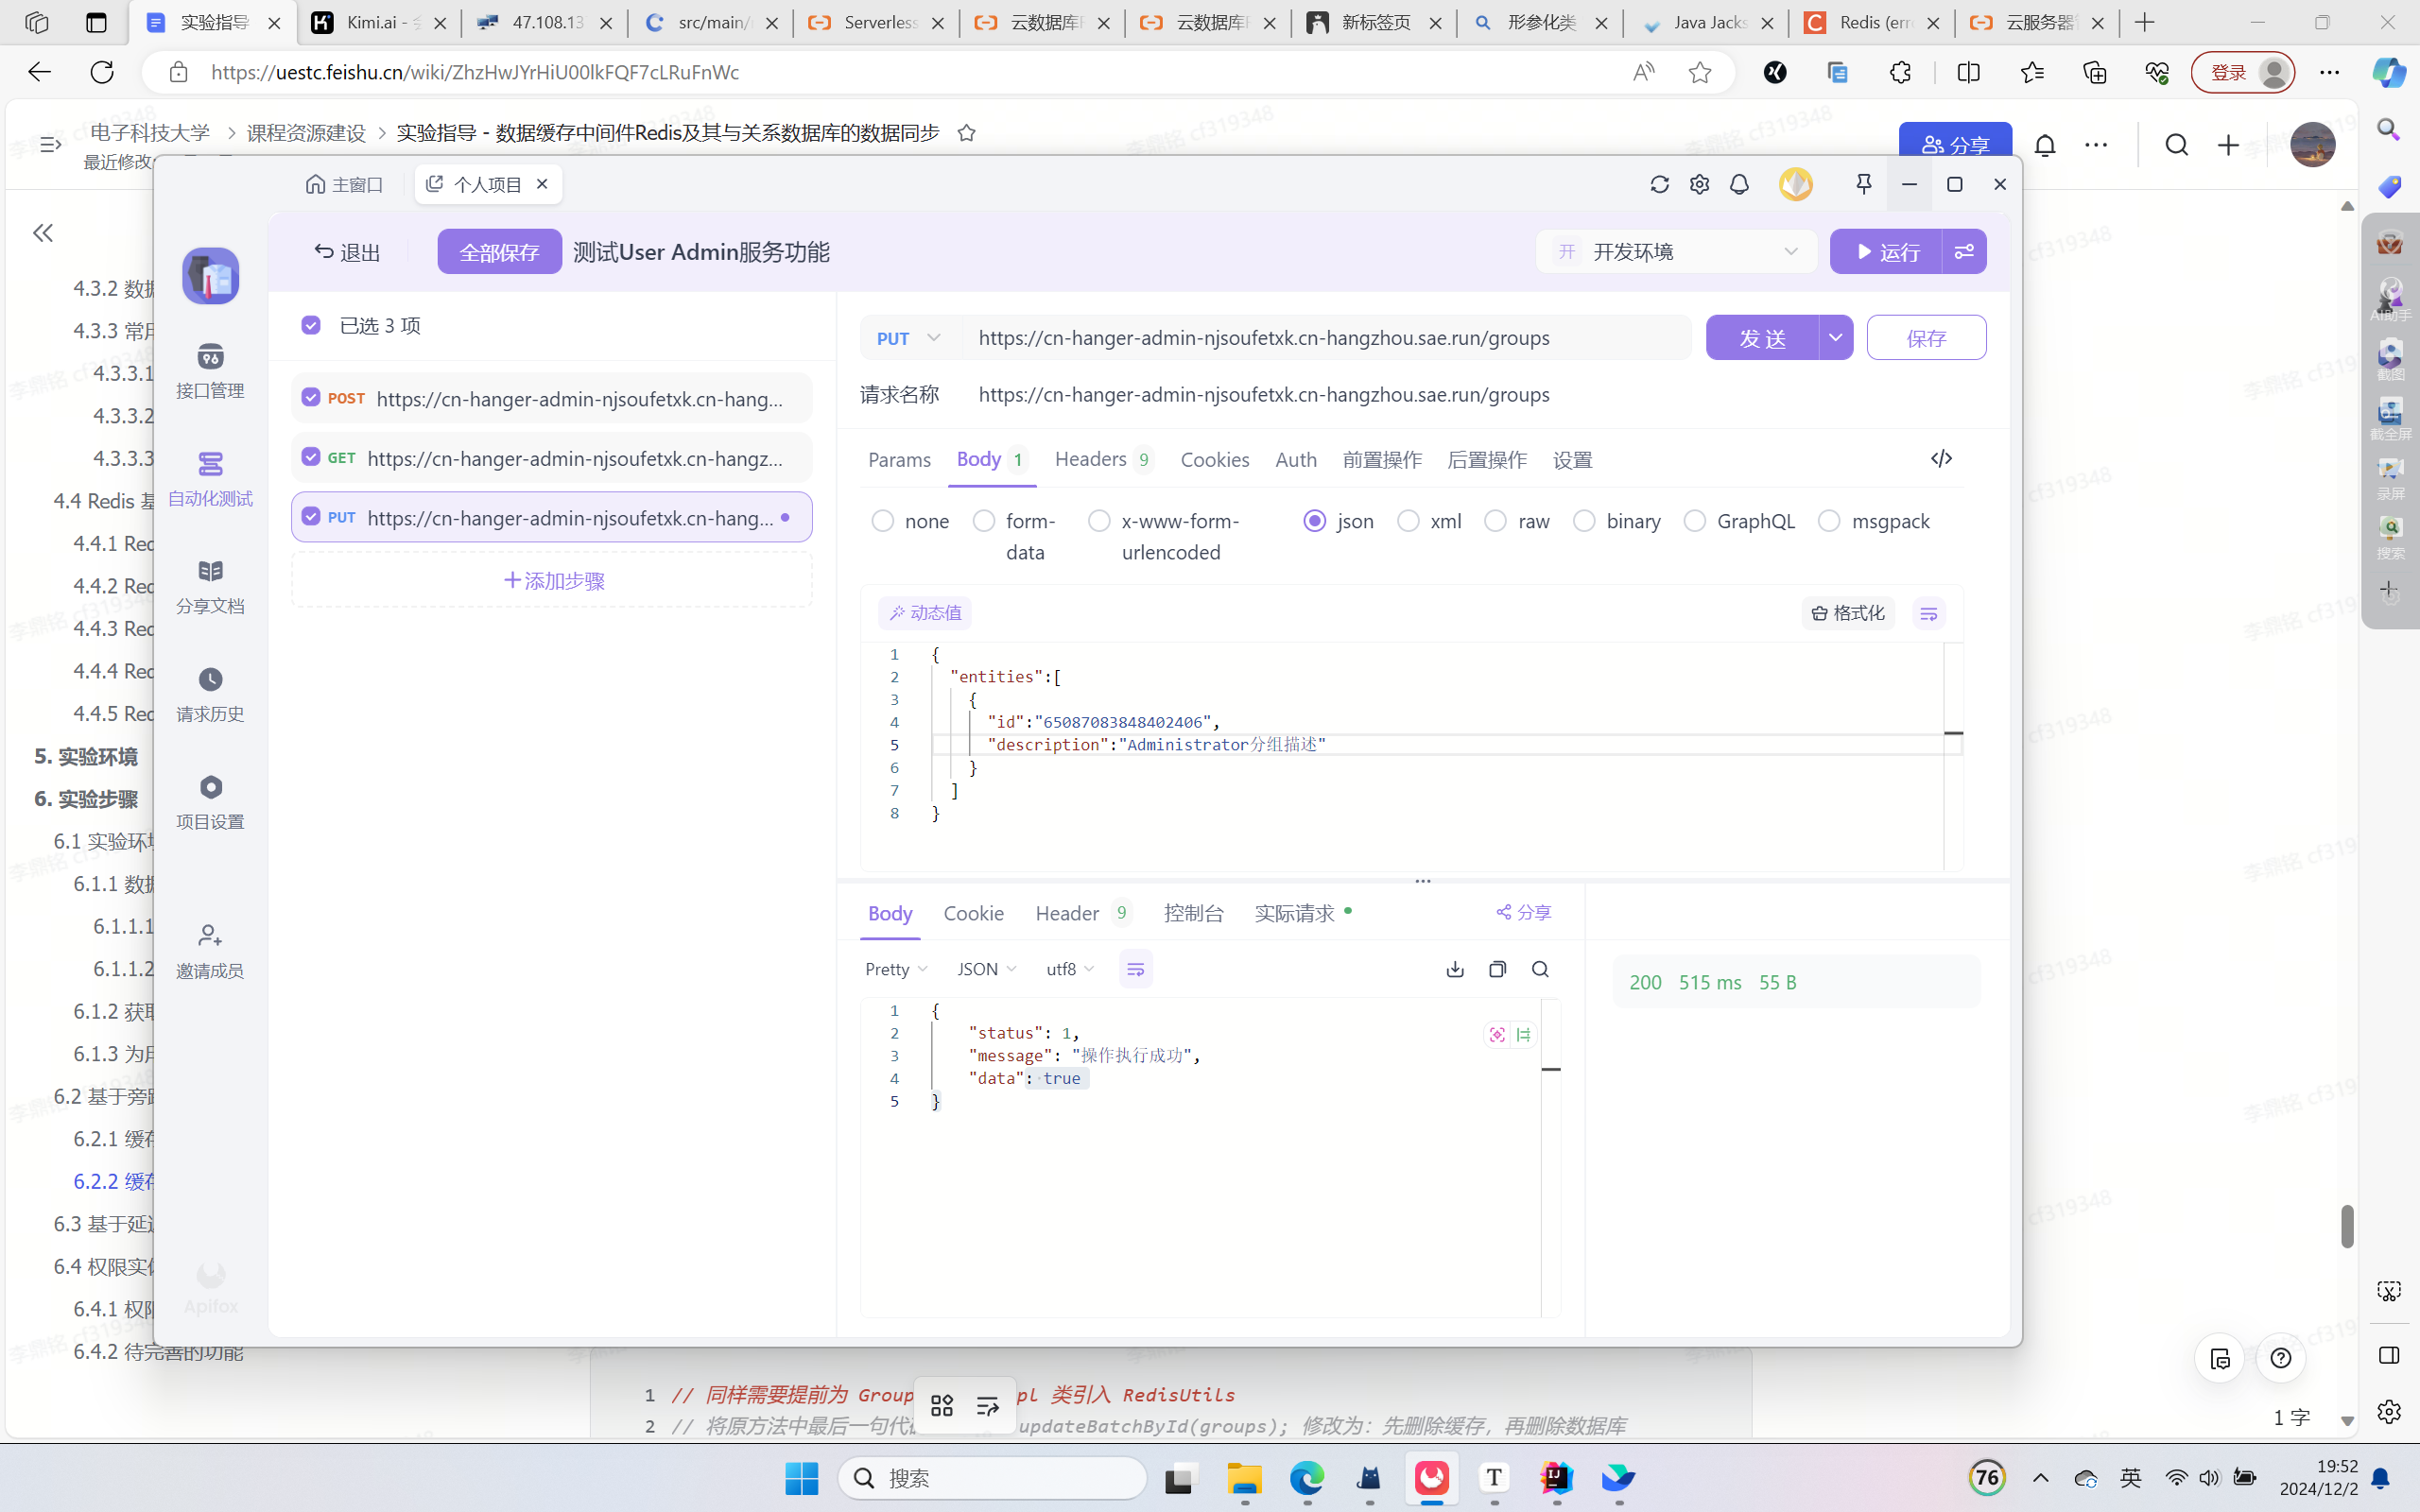 实验指导
Kimi.ai -
47.108.13
src/main/
Serverless
云数据库
云数据库
新标签页
形参化类
Java Jacks
Redis (erro
云服务器
https://uestc.feishu.cn/wiki/ZhzHwJYrHiU00lkFQF7cLRuFnWc
登录
电子科技大学 > 课程资源建设 > 实验指导 - 数据缓存中间件Redis及其与关系数据库的数据同步
最近修改
分享
主窗口
个人项目
退出
全部保存
测试User Admin服务功能
开
开发环境
运行
4.3.2 数据
4.3.3 常用
4.3.3.1
4.3.3.2
4.3.3.3
4.4 Redis 基
4.4.1 Red
4.4.2 Red
4.4.3 Red
4.4.4 Red
4.4.5 Red
5. 实验环境
6. 实验步骤
6.1 实验环境
6.1.1 数据
6.1.1.1
6.1.1.2
6.1.2 获取
6.1.3 为用
6.2 基于旁路
6.2.1 缓存
6.2.2 缓存
6.3 基于延迟
6.4 权限实体
6.4.1 权限
6.4.2 待完善的功能
接口管理
自动化测试
分享文档
请求历史
项目设置
邀请成员
Apifox
已选 3 项
POST https://cn-hanger-admin-njsoufetxk.cn-hang...
GET https://cn-hanger-admin-njsoufetxk.cn-hangz...
PUT https://cn-hanger-admin-njsoufetxk.cn-hang...
添加步骤
PUT
https://cn-hanger-admin-njsoufetxk.cn-hangzhou.sae.run/groups
发 送
保存
请求名称
https://cn-hanger-admin-njsoufetxk.cn-hangzhou.sae.run/groups
Params
Body 1
Headers 9
Cookies
Auth
前置操作
后置操作
设置
none
form-data
x-www-form-urlencoded
json
xml
raw
binary
GraphQL
msgpack
动态值
格式化
1 {
2 "entities":[
3 {
4 "id":"65087083848402406",
5 "description":"Administrator分组描述"
6 }
7 ]
8 }
Body
Cookie
Header 9
控制台
实际请求
分享
Pretty
JSON
utf8
200 515 ms 55 B
1 {
2 "status": 1,
3 "message": "操作执行成功",
4 "data": true
5 }
1 // 同样需要提前为 Group pl 类引入 RedisUtils
2 // 将原方法中最后一句代 updateBatchById(groups); 修改为: 先删除缓存, 再删除数据库
1 字
AI助手
截图
截全屏
录屏
搜索
李鼎铭 cf319348
搜索
76
英
19:52
2024/12/2